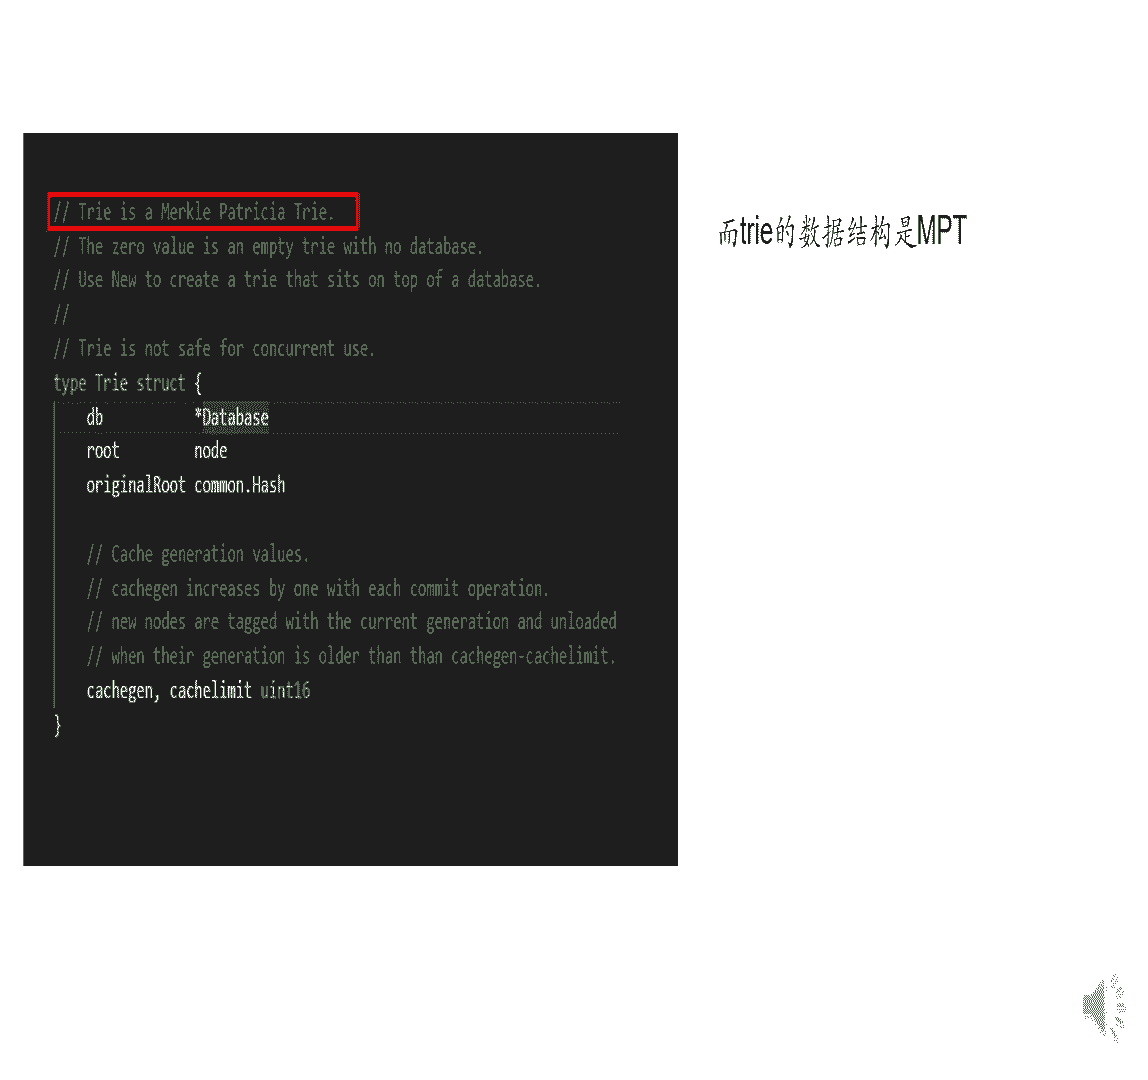 // Trie is a Merkle Patricia Trie.
// The zero value is an empty trie with no database.
// Use New to create a trie that sits on top of a database.
//
// Trie is not safe for concurrent use.
type Trie struct {
db *Database
root node
originalRoot common.Hash
// Cache generation values.
// cachegen increases by one with each commit operation.
// new nodes are tagged with the current generation and unloaded
// when their generation is older than than cachegen-cachelimit.
cachegen, cachelimit uint16
}
而trie的数据结构是MPT